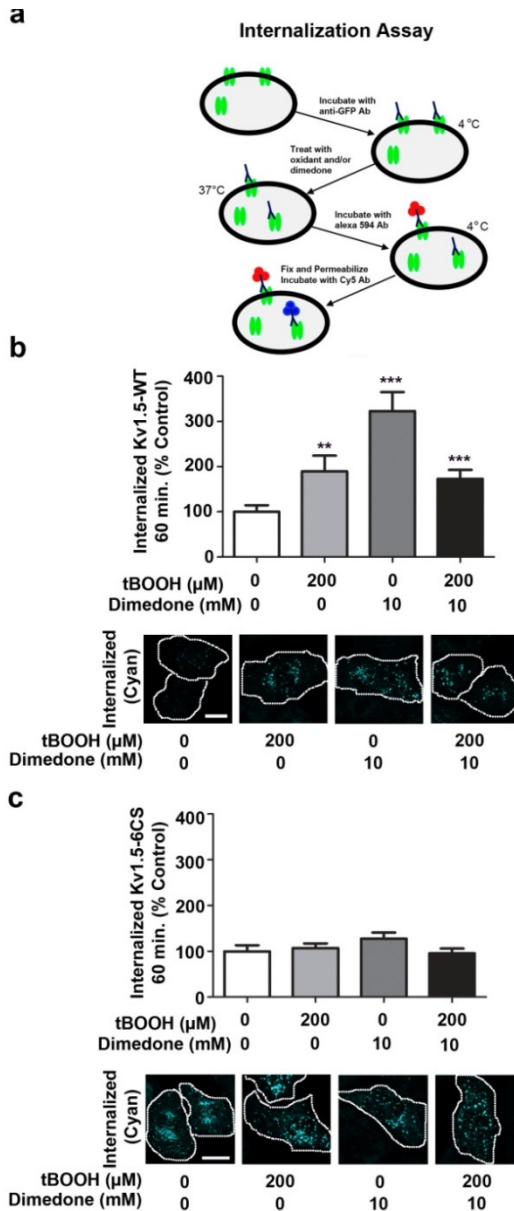 a
Internalization Assay
Incubate with
anti-GFP Ab
4°C
Treat with
oxidant and/or
dimedone
37°C
Incubate with
alexa 594 Ab
4°C
Fix and Permeabilize
Incubate with Cy5 Ab
b
Internalized Kv1.5-WT
60 min. (% Control)
400
300
200
100
0
** *** ***
tBOOH (µM) 0 200 0 200
Dimedone (mM) 0 0 10 10
Internalized
(Cyan)
tBOOH (µM) 0 200 0 200
Dimedone (mM) 0 0 10 10
c
Internalized Kv1.5-6CS
60 min. (% Control)
400
300
200
100
0
tBOOH (µM) 0 200 0 200
Dimedone (mM) 0 0 10 10
Internalized
(Cyan)
tBOOH (µM) 0 200 0 200
Dimedone (mM) 0 0 10 10